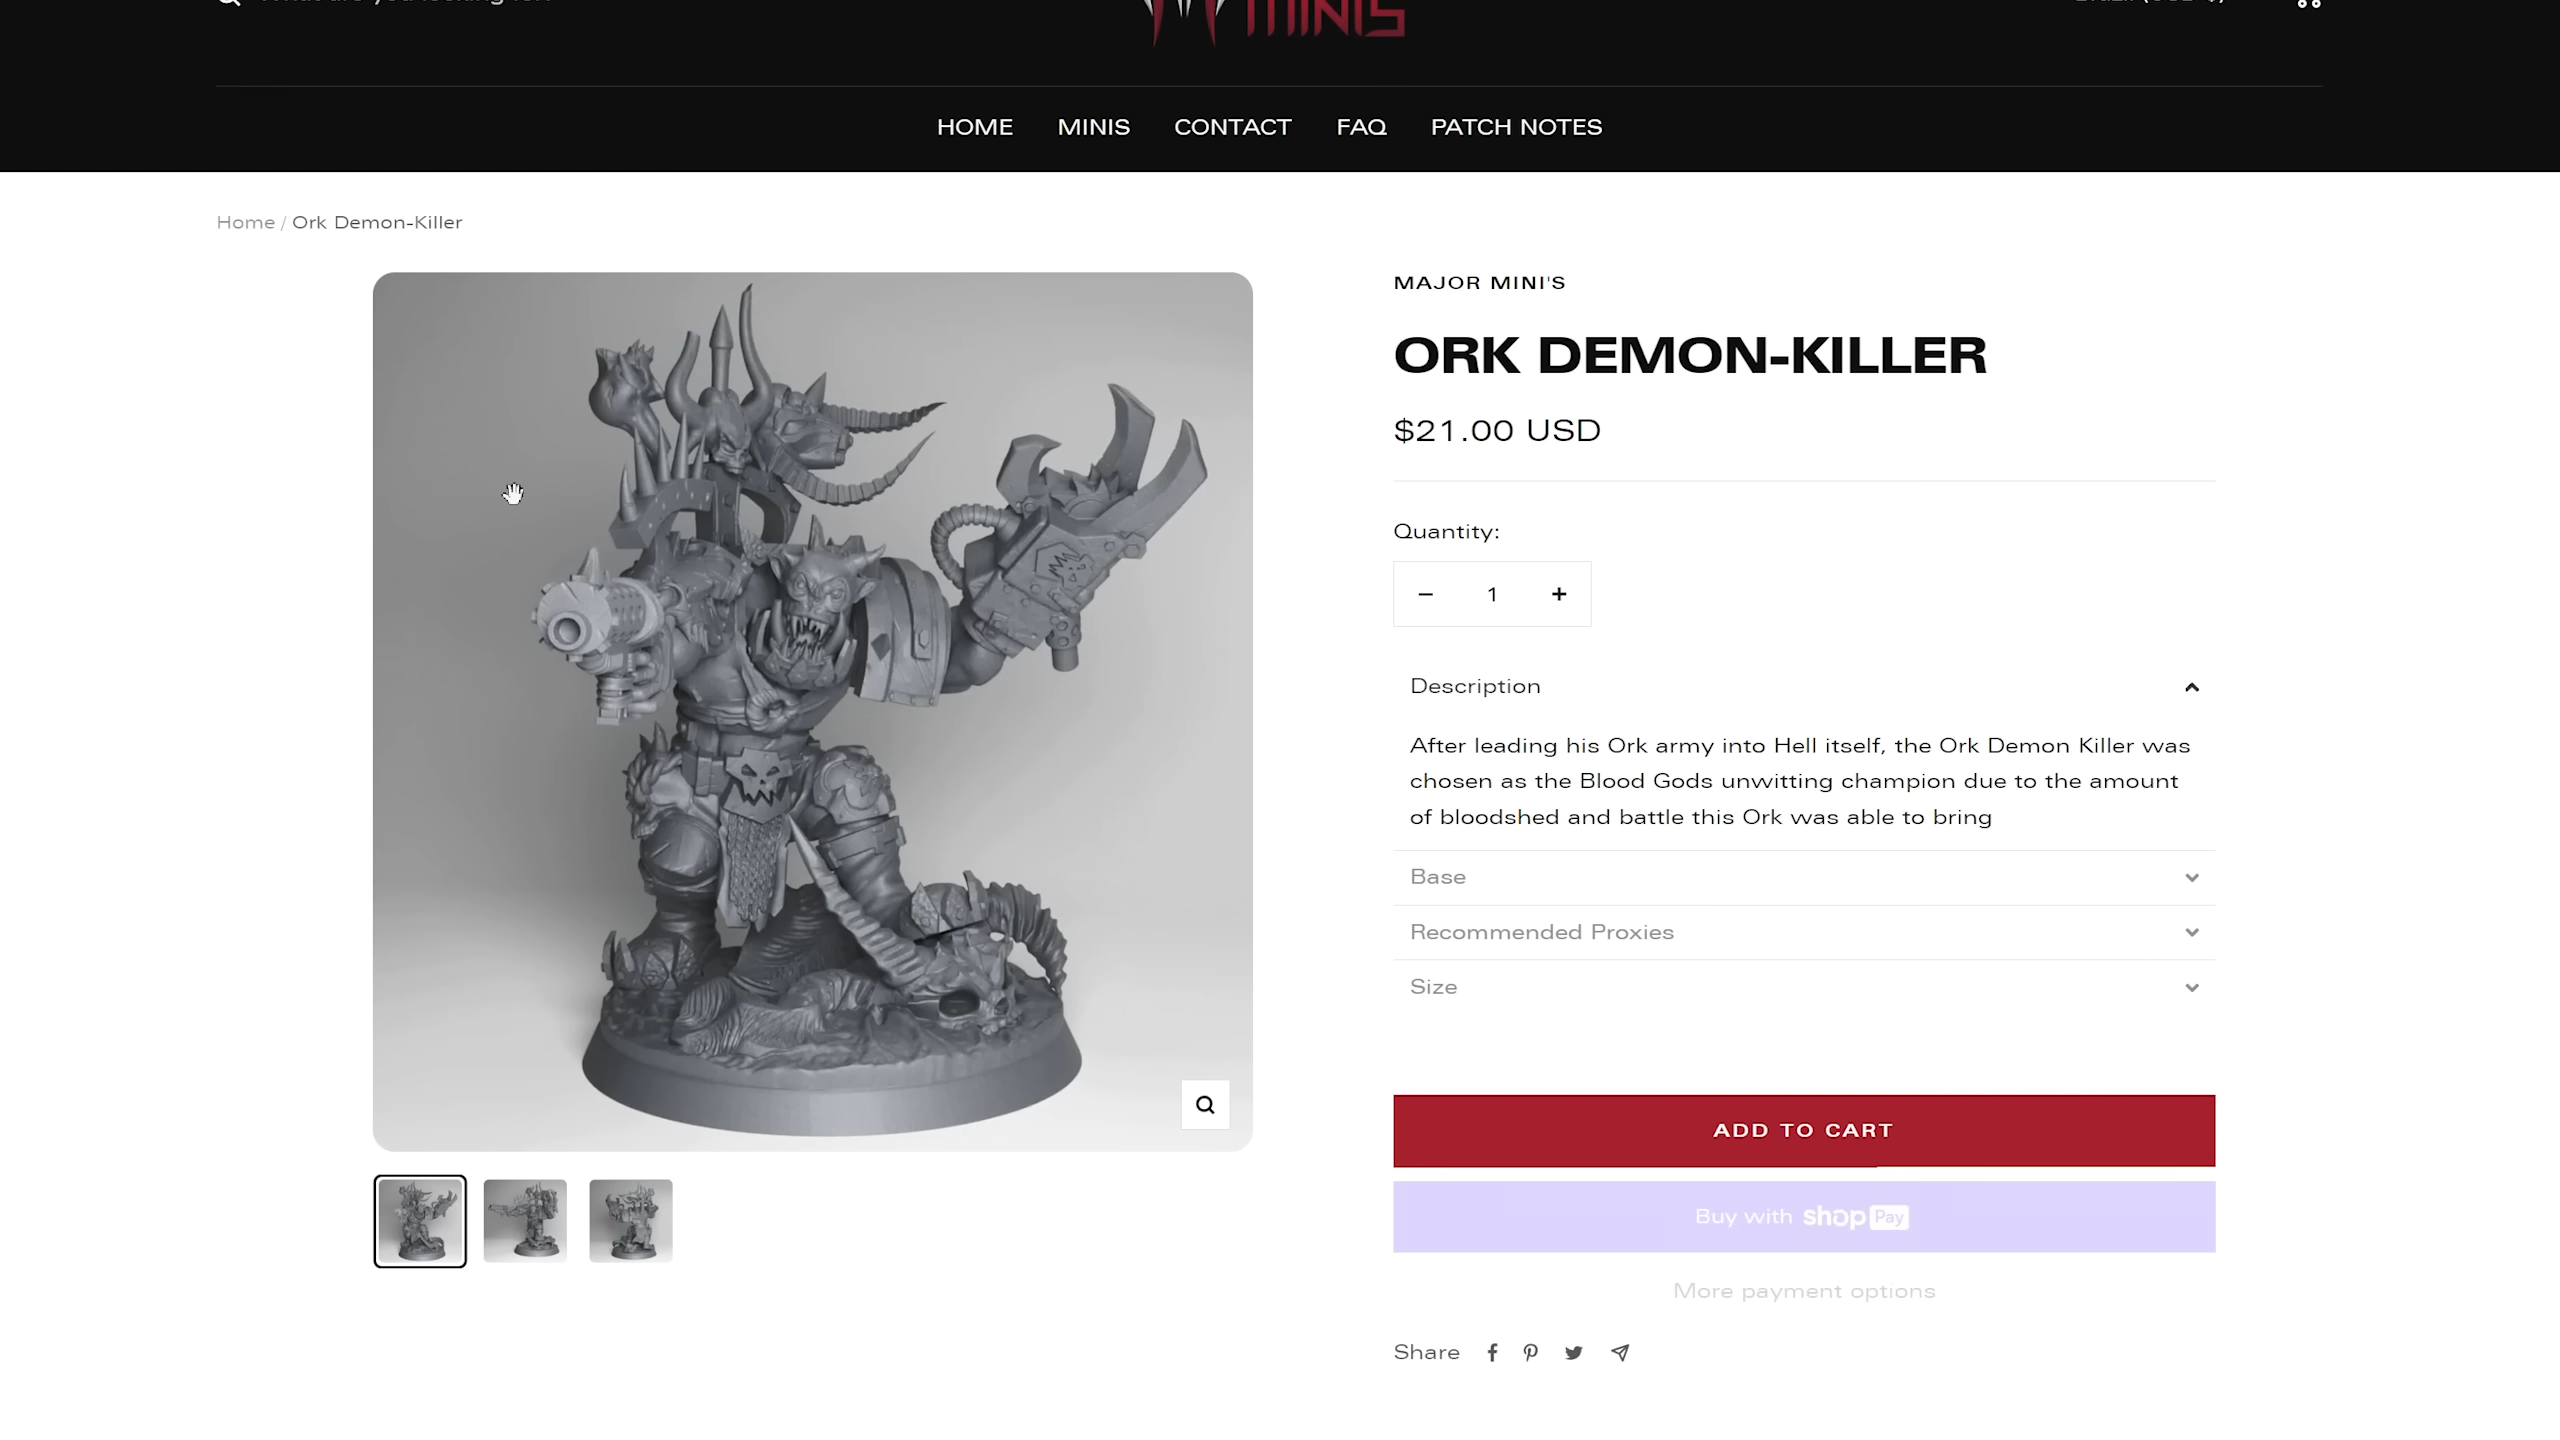 MINIS
HOME MINIS CONTACT FAQ PATCH NOTES
Home / Ork Demon-Killer
MAJOR MINI'S
ORK DEMON-KILLER
$21.00 USD
Quantity:
− 1 +
Description
After leading his Ork army into Hell itself, the Ork Demon Killer was
chosen as the Blood Gods unwitting champion due to the amount
of bloodshed and battle this Ork was able to bring
Base
Recommended Proxies
Size
ADD TO CART
Buy with shop Pay
More payment options
Share